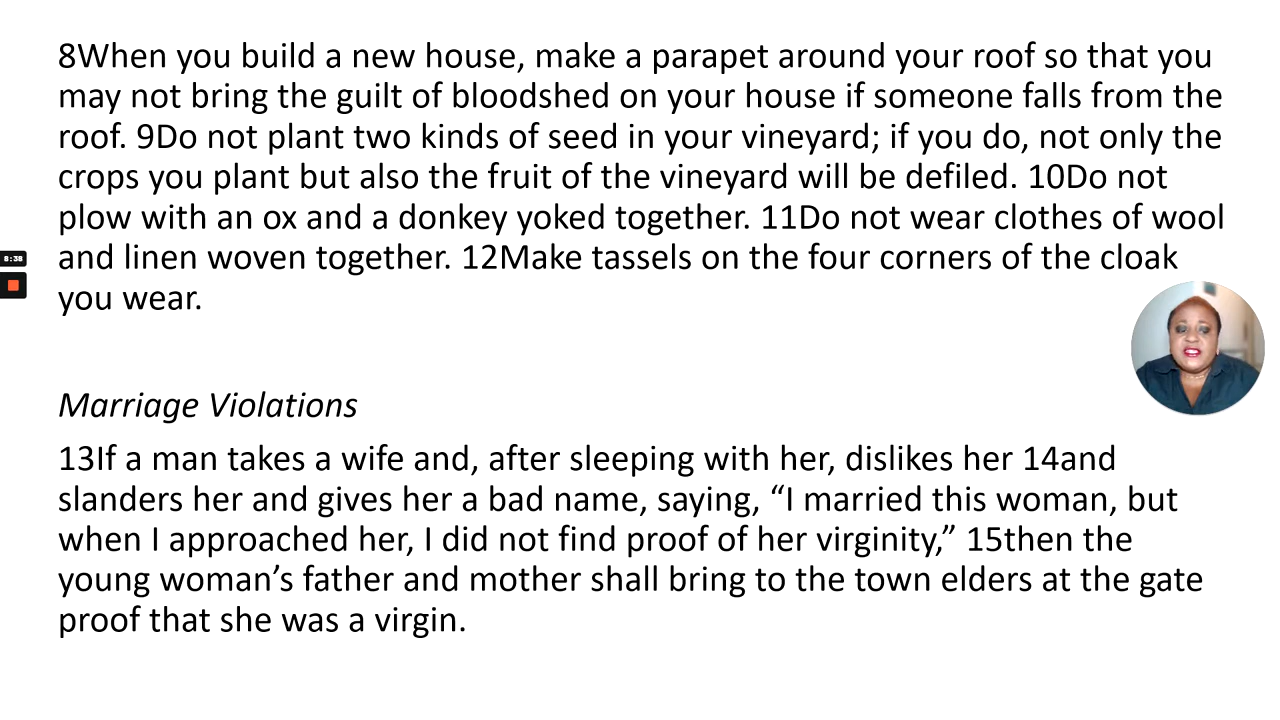 8When you build a new house, make a parapet around your roof so that you
may not bring the guilt of bloodshed on your house if someone falls from the
roof. 9Do not plant two kinds of seed in your vineyard; if you do, not only the
crops you plant but also the fruit of the vineyard will be defiled. 10Do not
plow with an ox and a donkey yoked together. 11Do not wear clothes of wool
and linen woven together. 12Make tassels on the four corners of the cloak
you wear.
8:38
Marriage Violations
13If a man takes a wife and, after sleeping with her, dislikes her 14and
slanders her and gives her a bad name, saying, “I married this woman, but
when I approached her, I did not find proof of her virginity,” 15then the
young woman’s father and mother shall bring to the town elders at the gate
proof that she was a virgin.